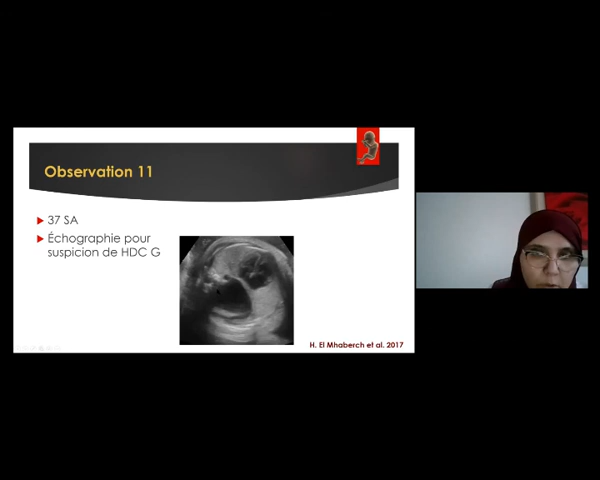 Observation 11
37 SA
Échographie pour
suspicion de HDC G
H. El Mhaberch et al. 2017